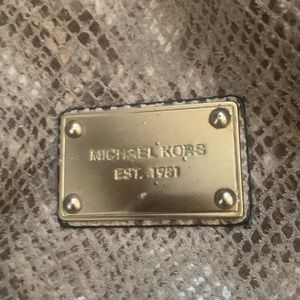 MICHAEL KORS
EST. 1981